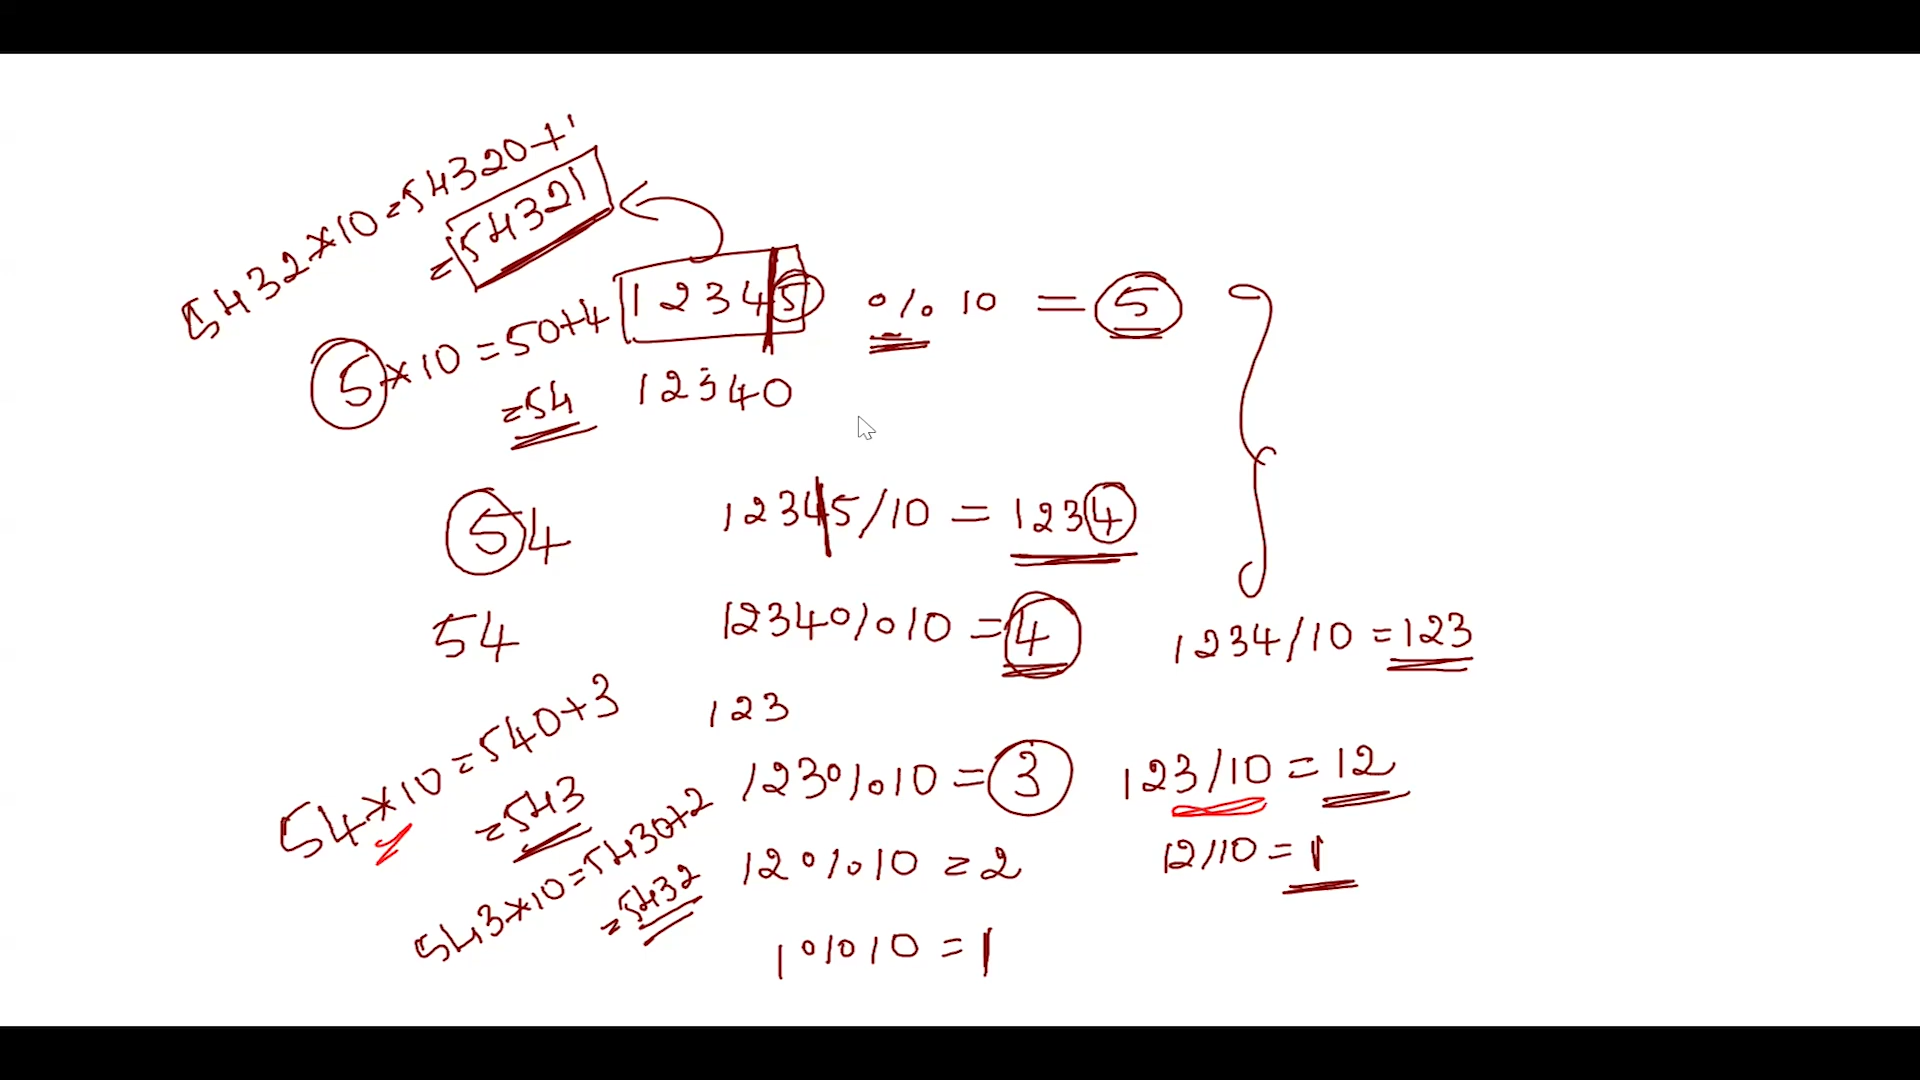 5432*10=54320+1
=54321
12345 % 10 = 5
5*10=50+4
=54
12340
54
12345/10 = 1234
54
1234%10 = 4
1234/10 = 123
54*10=540+3
=543
123
123%10 = 3
123/10 = 12
543*10=5430+2
=5432
12%10 = 2
12/10 = 1
1%10 = 1